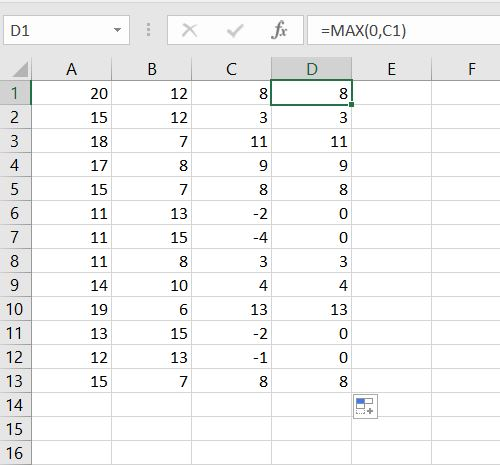 D1 fx =MAX(0,C1)
A B C D E F
1 20 12 8 8
2 15 12 3 3
3 18 7 11 11
4 17 8 9 9
5 15 7 8 8
6 11 13 -2 0
7 11 15 -4 0
8 11 8 3 3
9 14 10 4 4
10 19 6 13 13
11 13 15 -2 0
12 12 13 -1 0
13 15 7 8 8
14
15
16